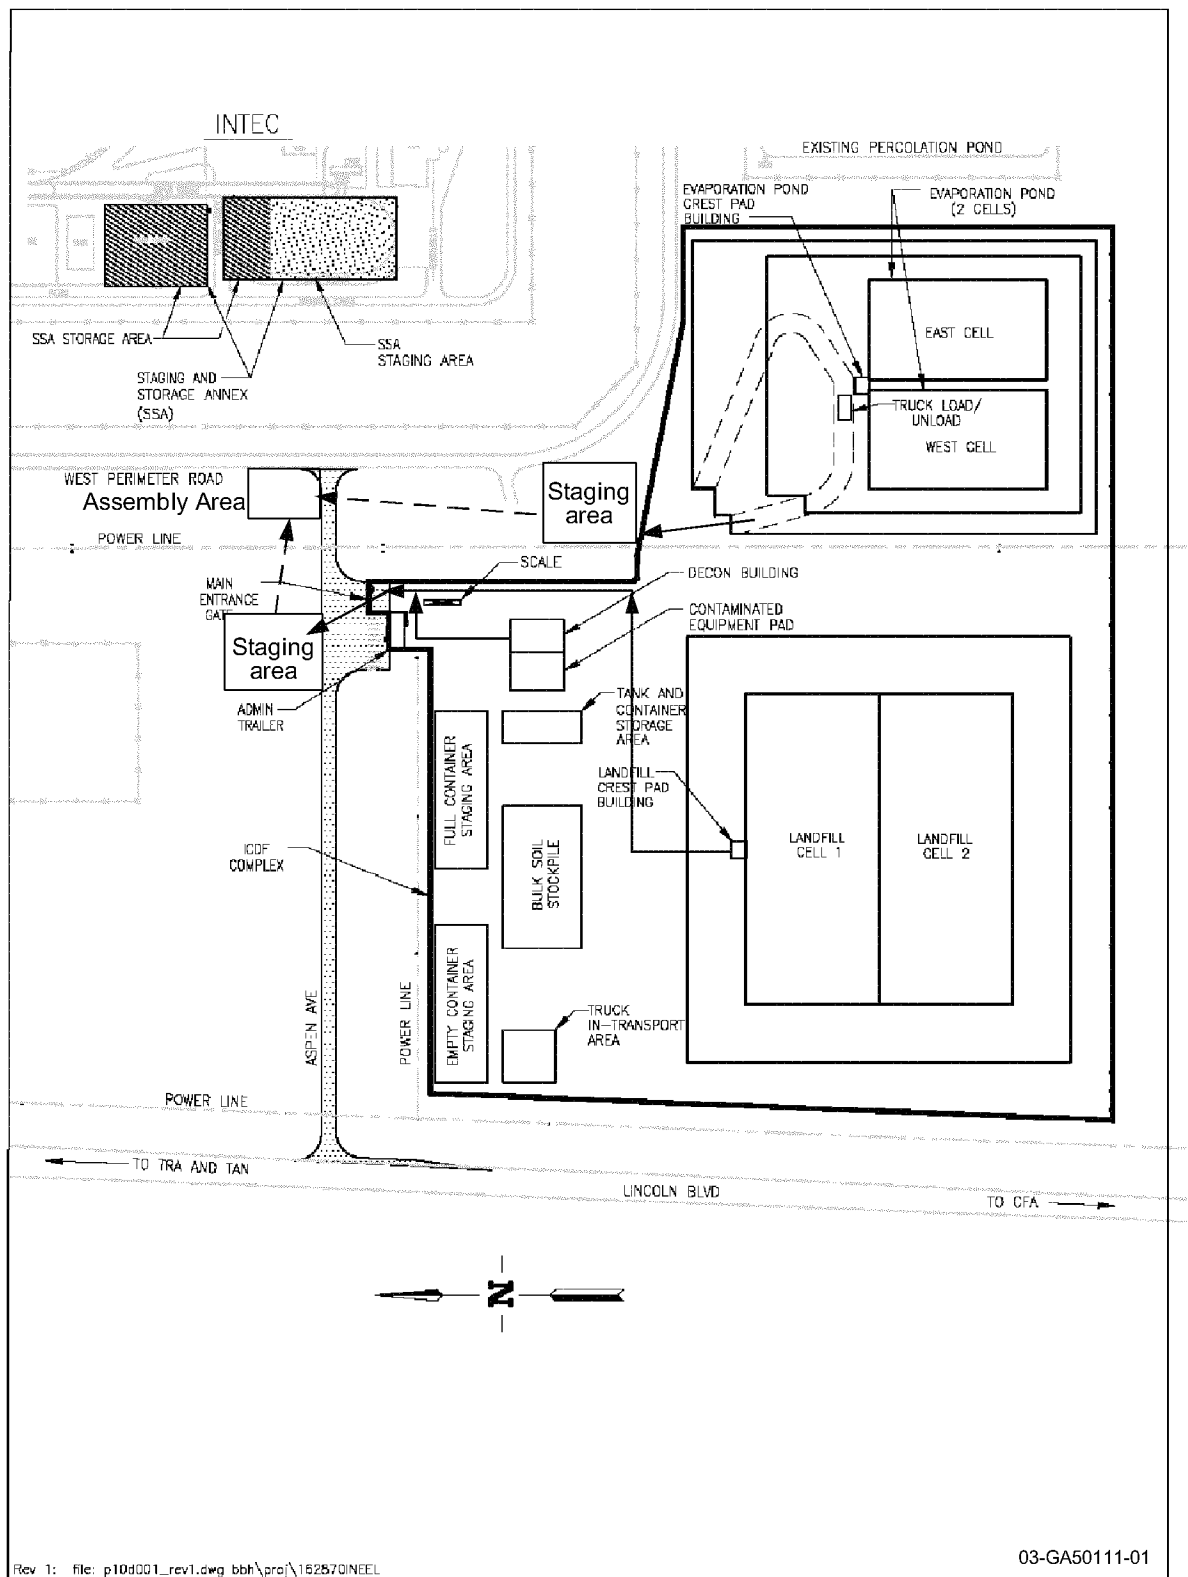 INTEC
EXISTING PERCOLATION POND
EVAPORATION POND
CREST PAD
BUILDING
EVAPORATION POND
(2 CELLS)
SSA STORAGE AREA
SSA
STAGING AREA
STAGING AND
STORAGE ANNEX
(SSA)
EAST CELL
TRUCK LOAD/
UNLOAD
WEST CELL
WEST PERIMETER ROAD
Assembly Area
Staging
area
POWER LINE
SCALE
MAIN
ENTRANCE
GATE
DECON BUILDING
CONTAMINATED
EQUIPMENT PAD
Staging
area
ADMIN
TRAILER
TANK AND
CONTAINER
STORAGE
AREA
FULL CONTAINER
STAGING AREA
LANDFILL
CREST PAD
BUILDING
BULK SOIL
STOCKPILE
LANDFILL
CELL 1
LANDFILL
CELL 2
ICDF
COMPLEX
EMPTY CONTAINER
STAGING AREA
TRUCK
IN-TRANSPORT
AREA
ASPEN AVE
POWER LINE
POWER LINE
TO TRA AND TAN
LINCOLN BLVD
TO CFA
N
03-GA50111-01
Rev 1: file: p10d001_rev1.dwg bbh\proj\162870INEEL